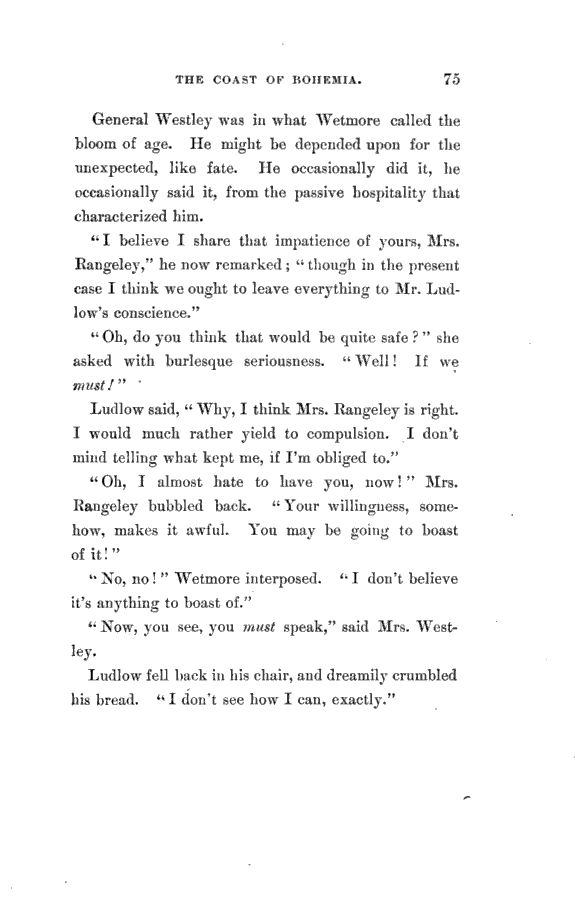 THE COAST OF BOHEMIA. 75
General Westley was in what Wetmore called the
bloom of age. He might be depended upon for the
unexpected, like fate. He occasionally did it, he
occasionally said it, from the passive hospitality that
characterized him.
"I believe I share that impatience of yours, Mrs.
Rangeley," he now remarked; "though in the present
case I think we ought to leave everything to Mr. Lud-
low's conscience."
"Oh, do you think that would be quite safe?" she
asked with burlesque seriousness. "Well! If we
must!"
Ludlow said, "Why, I think Mrs. Rangeley is right.
I would much rather yield to compulsion. I don't
mind telling what kept me, if I'm obliged to."
"Oh, I almost hate to have you, now!" Mrs.
Rangeley bubbled back. "Your willingness, some-
how, makes it awful. You may be going to boast
of it!"
"No, no!" Wetmore interposed. "I don't believe
it's anything to boast of."
"Now, you see, you must speak," said Mrs. West-
ley.
Ludlow fell back in his chair, and dreamily crumbled
his bread. "I don't see how I can, exactly."